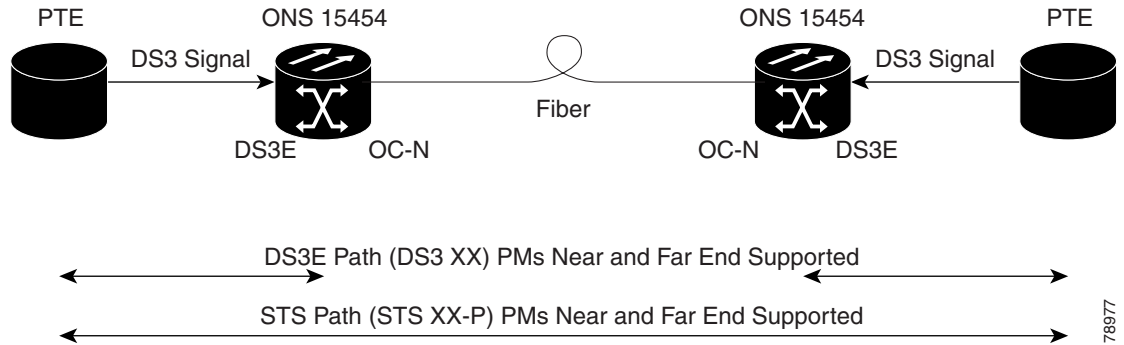 PTE
ONS 15454
ONS 15454
PTE
DS3 Signal
DS3 Signal
Fiber
DS3E
OC-N
OC-N
DS3E
DS3E Path (DS3 XX) PMs Near and Far End Supported
STS Path (STS XX-P) PMs Near and Far End Supported
78977